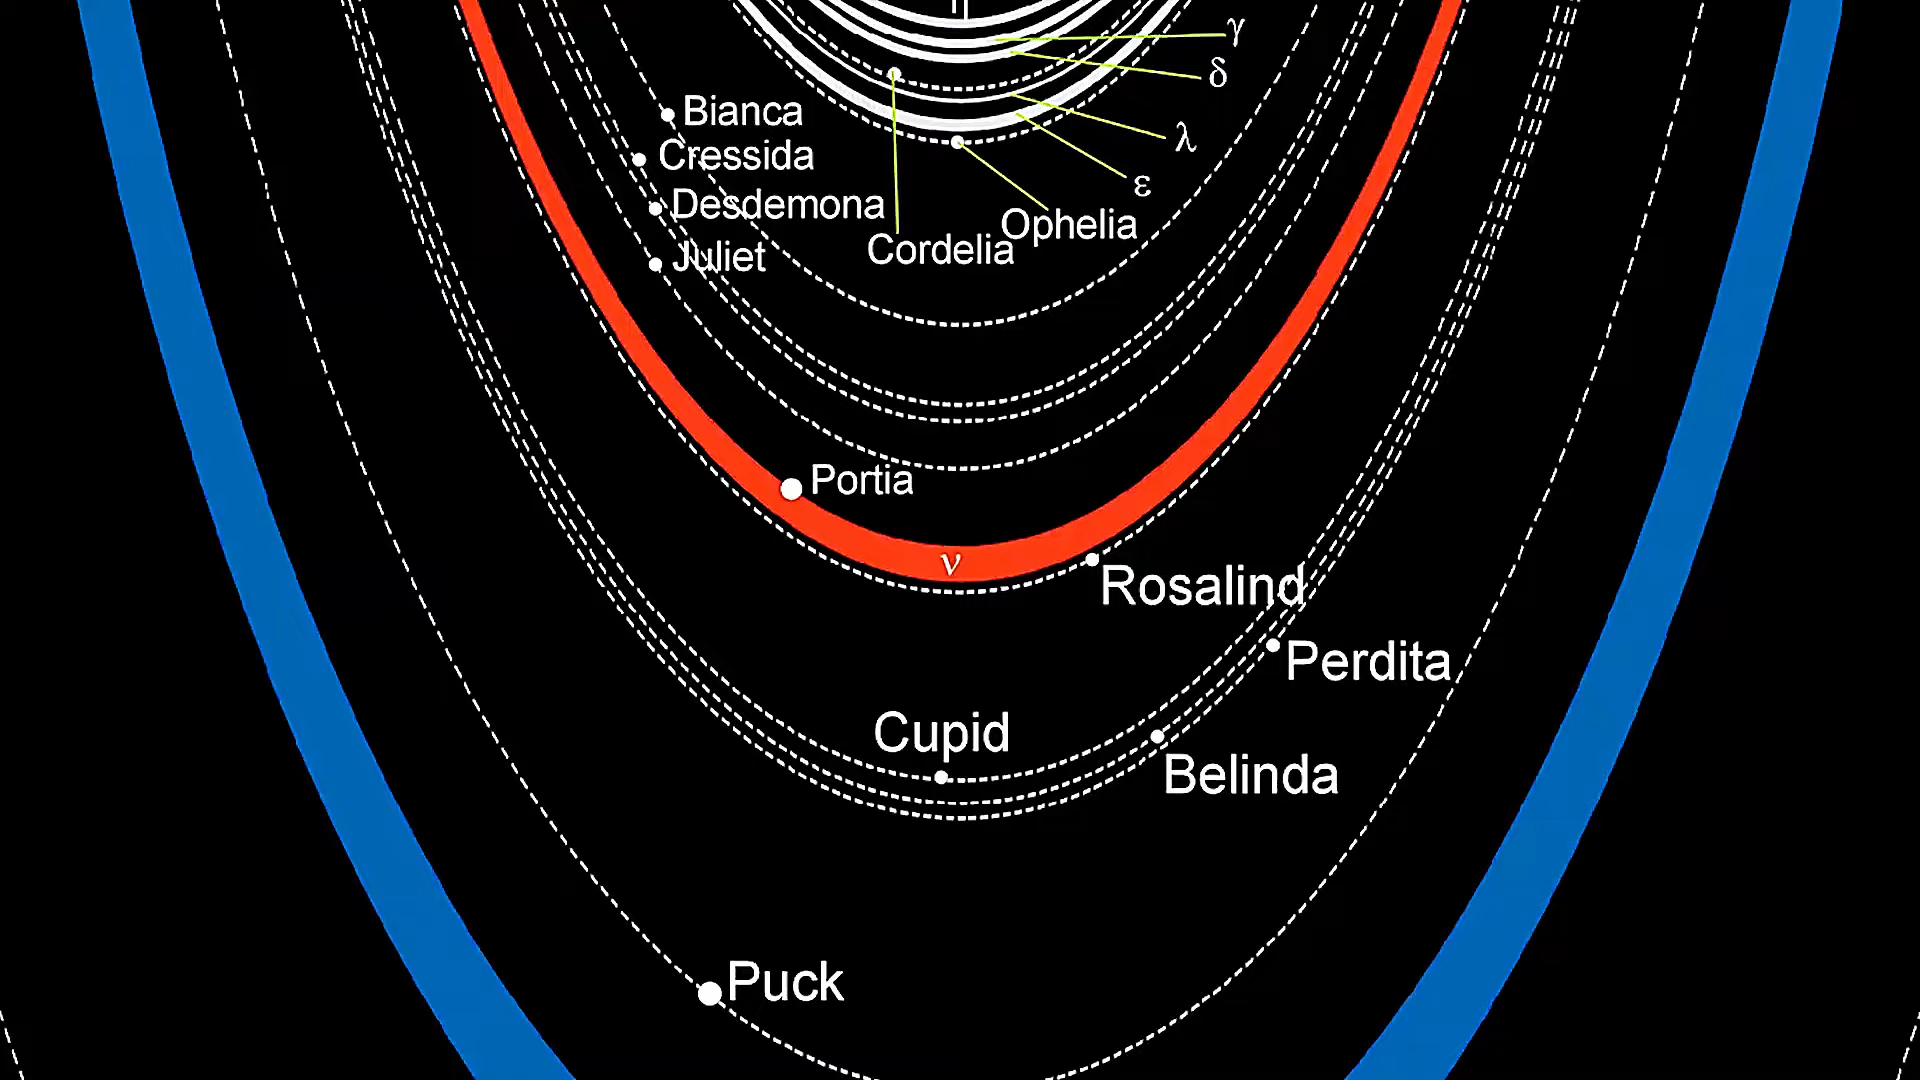 γ
δ
Bianca
λ
Cressida
ε
Desdemona
Ophelia
Cordelia
Juliet
Portia
ν
Rosalind
Perdita
Cupid
Belinda
Puck